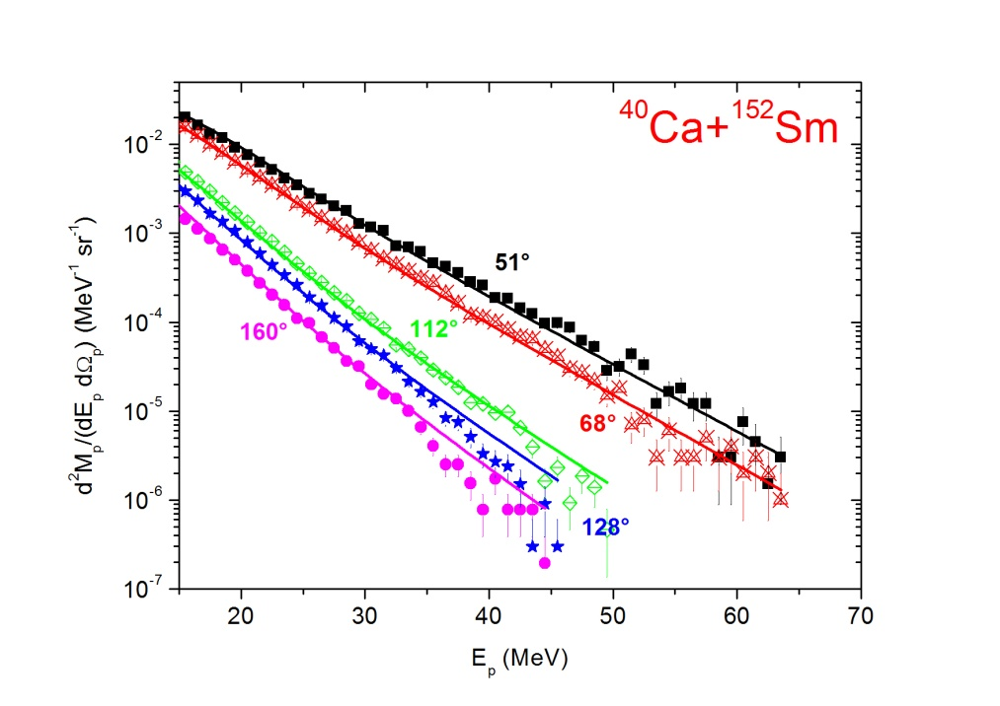 ⁴⁰Ca+¹⁵²Sm
d²Mₚ/(dEₚ dΩₚ) (MeV⁻¹ sr⁻¹)
10⁻²
10⁻³
10⁻⁴
10⁻⁵
10⁻⁶
10⁻⁷
51°
112°
160°
68°
128°
20 30 40 50 60 70
Eₚ (MeV)